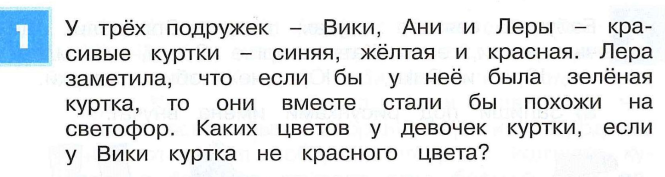 1
У трёх подружек – Вики, Ани и Леры – кра-
сивые куртки – синяя, жёлтая и красная. Лера
заметила, что если бы у неё была зелёная
куртка, то они вместе стали бы похожи на
светофор. Каких цветов у девочек куртки, если
у Вики куртка не красного цвета?